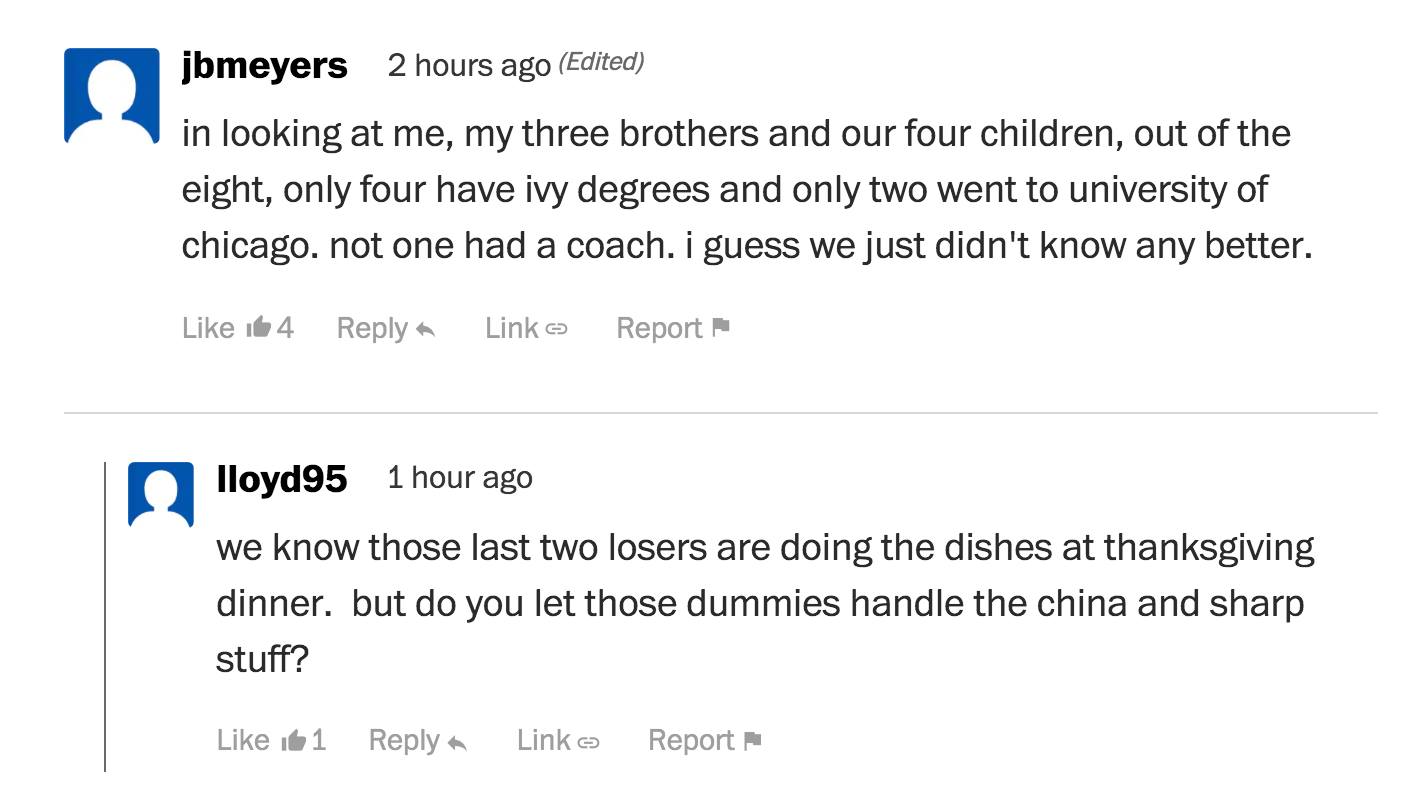 jbmeyers 2 hours ago (Edited)
in looking at me, my three brothers and our four children, out of the
eight, only four have ivy degrees and only two went to university of
chicago. not one had a coach. i guess we just didn't know any better.
Like 4 Reply Link Report
lloyd95 1 hour ago
we know those last two losers are doing the dishes at thanksgiving
dinner.  but do you let those dummies handle the china and sharp
stuff?
Like 1 Reply Link Report